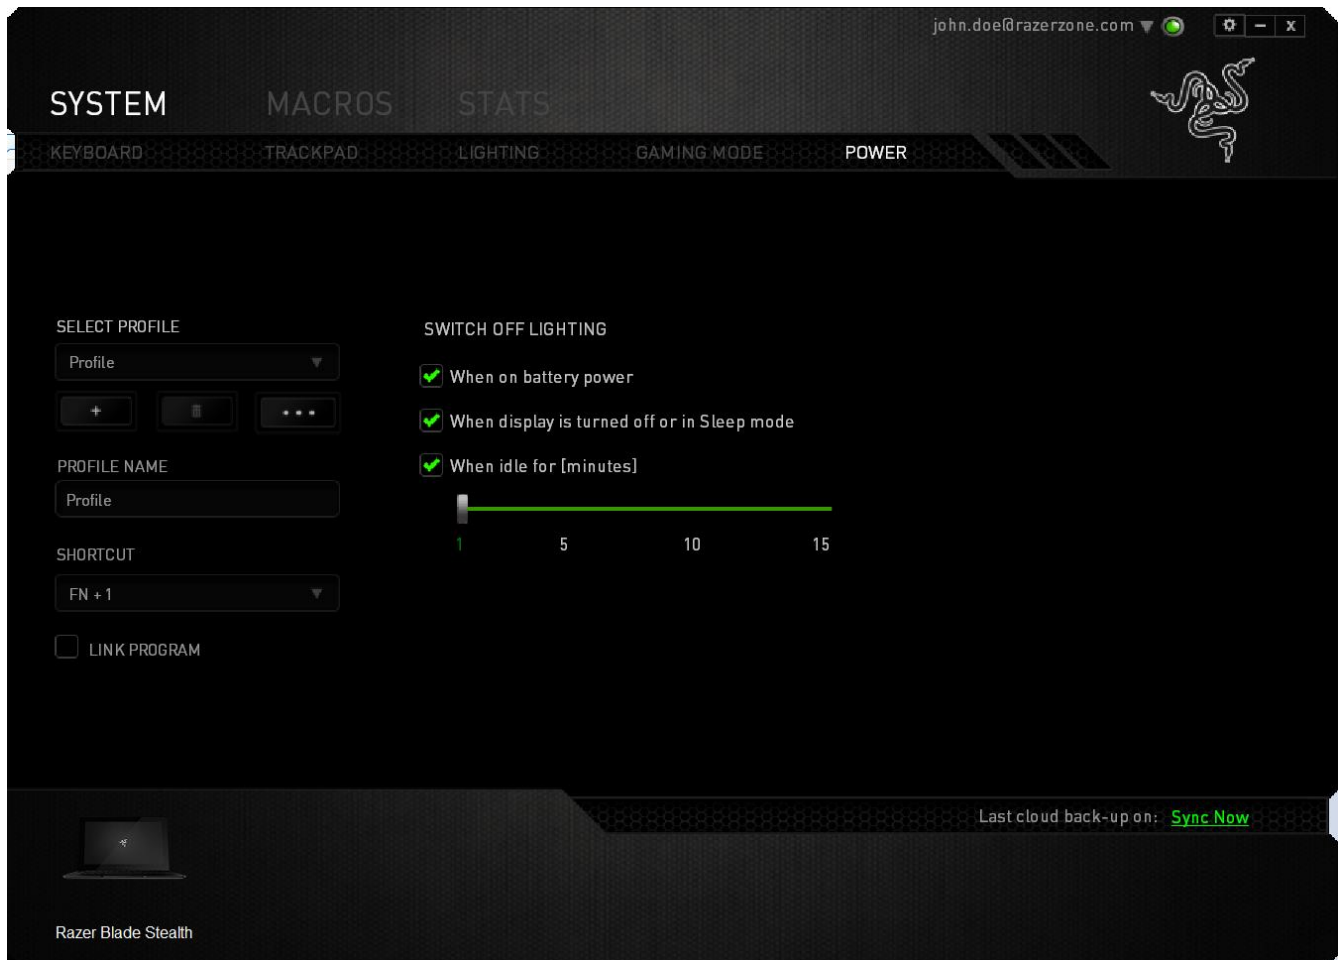 john.doe@razerzone.com
SYSTEM MACROS STATS
KEYBOARD TRACKPAD LIGHTING GAMING MODE POWER
SELECT PROFILE
Profile
PROFILE NAME
Profile
SHORTCUT
FN + 1
LINK PROGRAM
SWITCH OFF LIGHTING
When on battery power
When display is turned off or in Sleep mode
When idle for [minutes]
1 5 10 15
Last cloud back-up on: Sync Now
Razer Blade Stealth